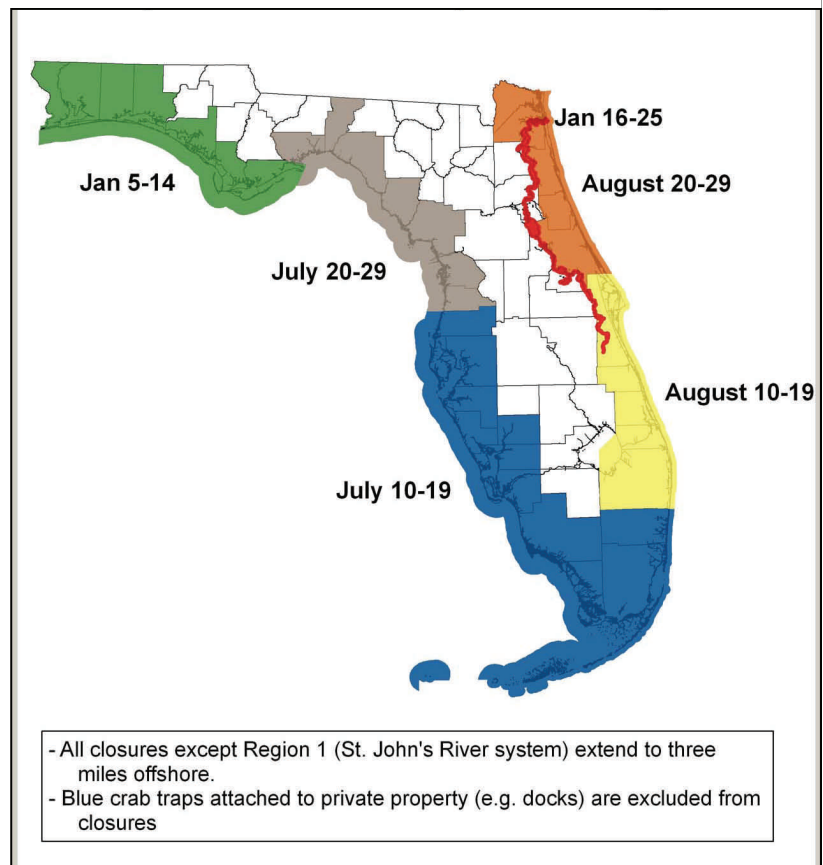 Jan 16-25
Jan 5-14
August 20-29
July 20-29
August 10-19
July 10-19
- All closures except Region 1 (St. John's River system) extend to three
miles offshore.
- Blue crab traps attached to private property (e.g. docks) are excluded from
closures